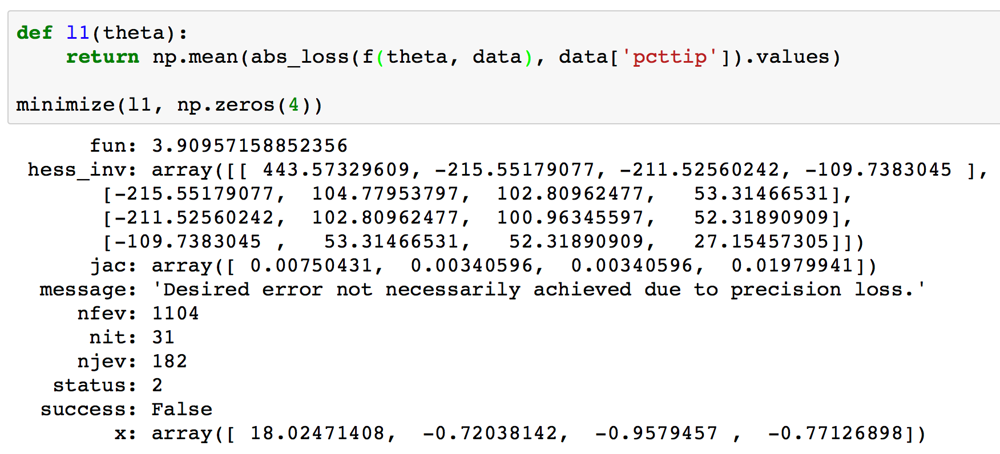 def l1(theta):
    return np.mean(abs_loss(f(theta, data), data['pcttip']).values)

minimize(l1, np.zeros(4))
      fun: 3.90957158852356
 hess_inv: array([[ 443.57329609, -215.55179077, -211.52560242, -109.7383045 ],
       [-215.55179077,  104.77953797,  102.80962477,   53.31466531],
       [-211.52560242,  102.80962477,  100.96345597,   52.31890909],
       [-109.7383045 ,   53.31466531,   52.31890909,   27.15457305]])
      jac: array([ 0.00750431,  0.00340596,  0.00340596,  0.01979941])
  message: 'Desired error not necessarily achieved due to precision loss.'
     nfev: 1104
      nit: 31
     njev: 182
   status: 2
  success: False
        x: array([ 18.02471408,  -0.72038142,  -0.9579457 ,  -0.77126898])